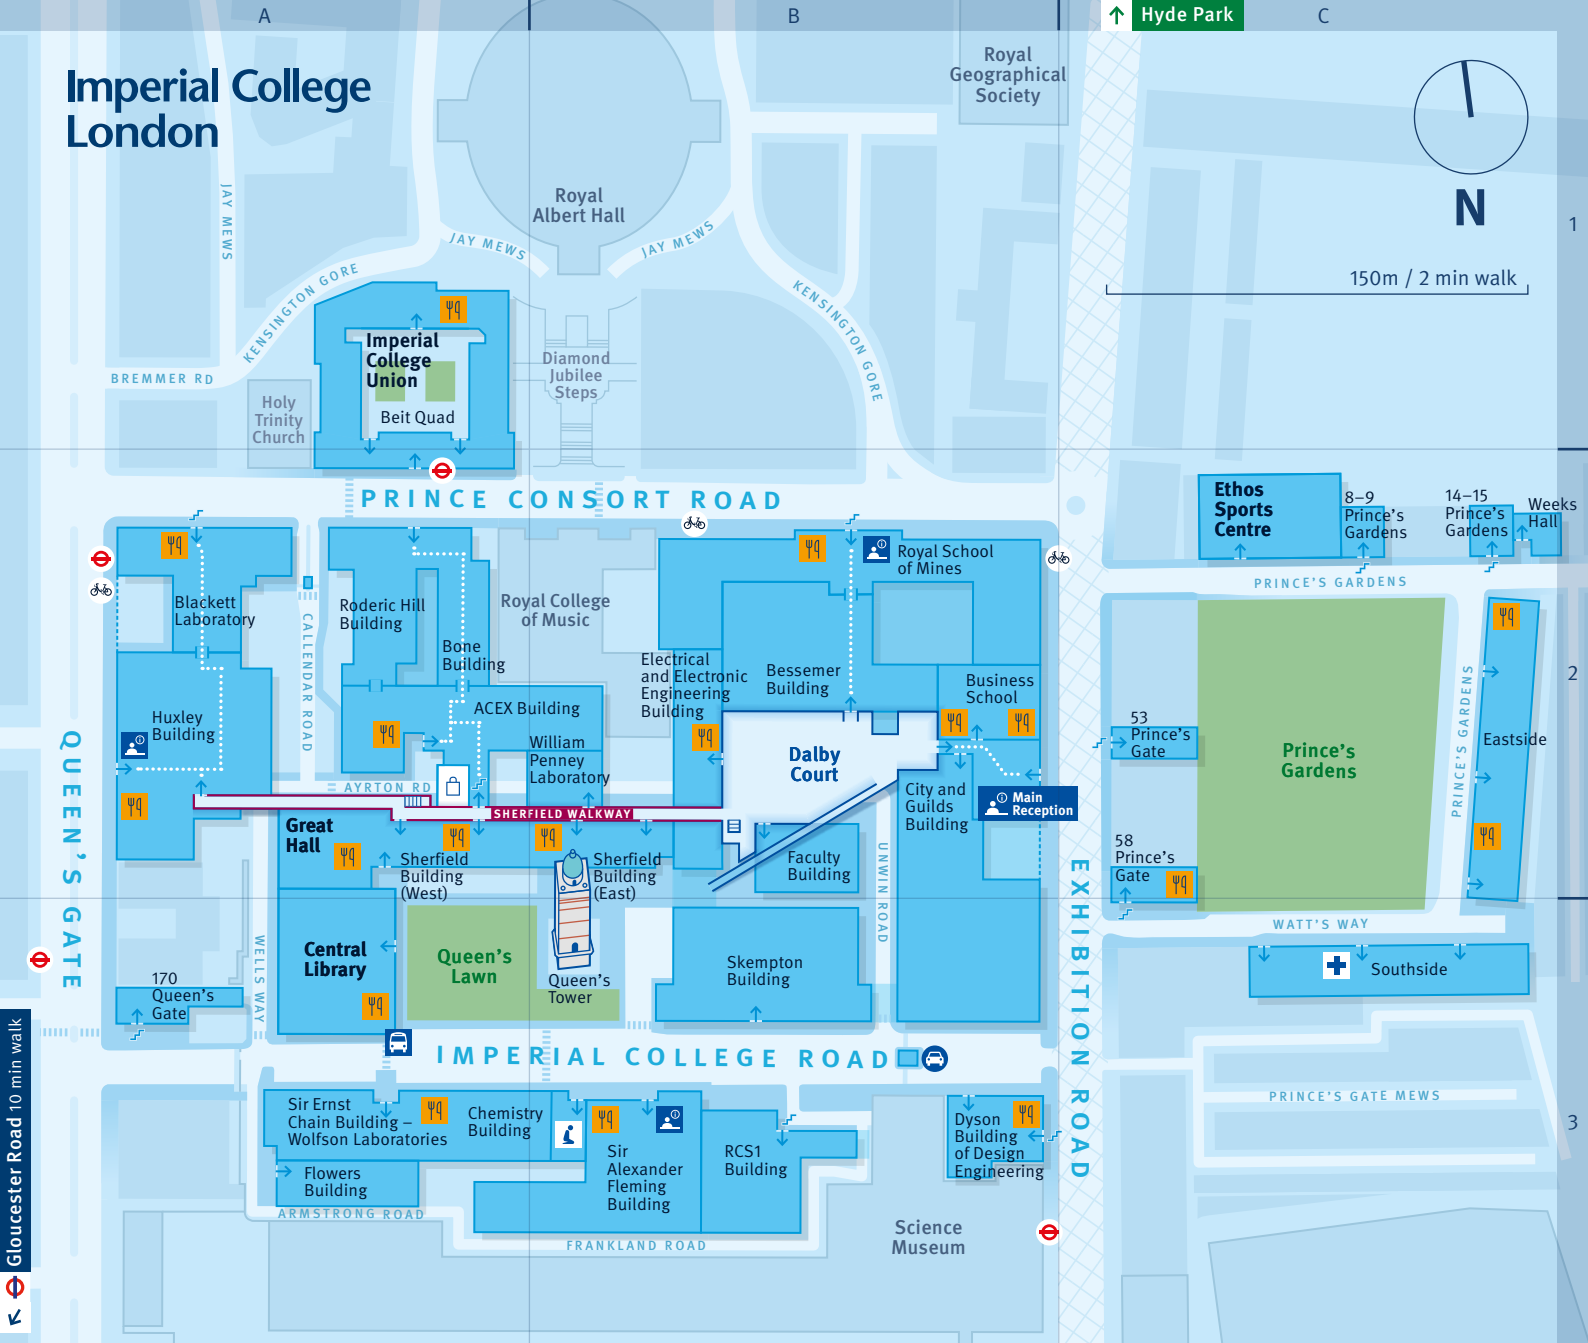 A
B
C
Hyde Park
Imperial College
London
Royal
Geographical
Society
N
150m / 2 min walk
1
2
3
Royal
Albert Hall
JAY MEWS
JAY MEWS
JAY MEWS
KENSINGTON GORE
KENSINGTON GORE
BREMMER RD
Imperial
College
Union
Beit Quad
Holy
Trinity
Church
Diamond
Jubilee
Steps
PRINCE CONSORT ROAD
Ethos
Sports
Centre
8–9
Prince's
Gardens
14–15
Prince's
Gardens
Weeks
Hall
PRINCE'S GARDENS
Blackett
Laboratory
CALLENDAR ROAD
Roderic Hill
Building
Bone
Building
Royal College
of Music
Royal School
of Mines
Electrical
and Electronic
Engineering
Building
Bessemer
Building
Business
School
Huxley
Building
ACEX Building
William
Penney
Laboratory
Dalby
Court
53
Prince's
Gate
Prince's
Gardens
PRINCE'S GARDENS
Eastside
QUEEN'S GATE
AYRTON RD
SHERFIELD WALKWAY
City and
Guilds
Building
Main
Reception
Great
Hall
Sherfield
Building
(West)
Sherfield
Building
(East)
Faculty
Building
UNWIN ROAD
58
Prince's
Gate
EXHIBITION ROAD
WATT'S WAY
Central
Library
WELLS WAY
Queen's
Lawn
Queen's
Tower
Skempton
Building
Southside
170
Queen's
Gate
IMPERIAL COLLEGE ROAD
Gloucester Road 10 min walk
Sir Ernst
Chain Building –
Wolfson Laboratories
Chemistry
Building
Flowers
Building
Sir
Alexander
Fleming
Building
RCS1
Building
Dyson
Building
of Design
Engineering
PRINCE'S GATE MEWS
ARMSTRONG ROAD
FRANKLAND ROAD
Science
Museum